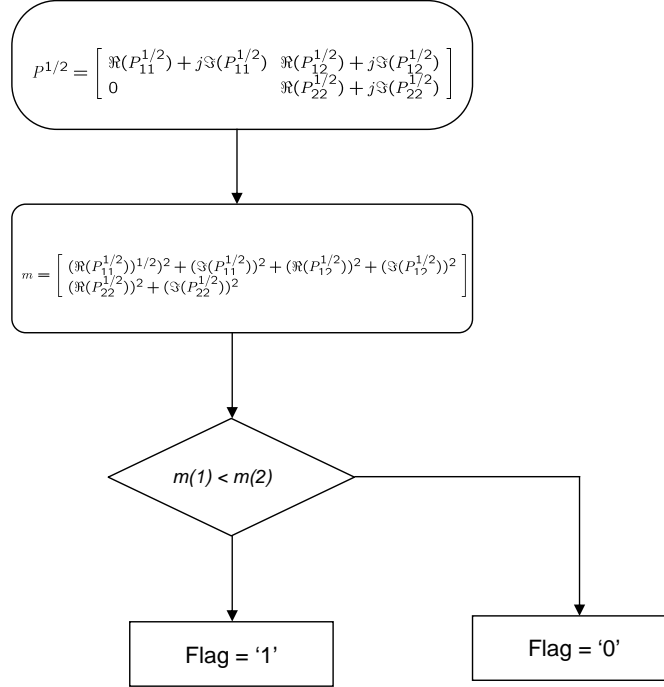 P^{1/2} = [ ℜ(P_{11}^{1/2}) + jℑ(P_{11}^{1/2}) ℜ(P_{12}^{1/2}) + jℑ(P_{12}^{1/2})
0 ℜ(P_{22}^{1/2}) + jℑ(P_{22}^{1/2}) ]
m = [ (ℜ(P_{11}^{1/2}))^{1/2})^2 + (ℑ(P_{11}^{1/2}))^2 + (ℜ(P_{12}^{1/2}))^2 + (ℑ(P_{12}^{1/2}))^2
(ℜ(P_{22}^{1/2}))^2 + (ℑ(P_{22}^{1/2}))^2 ]
m(1) < m(2)
Flag = ‘1’
Flag = ‘0’